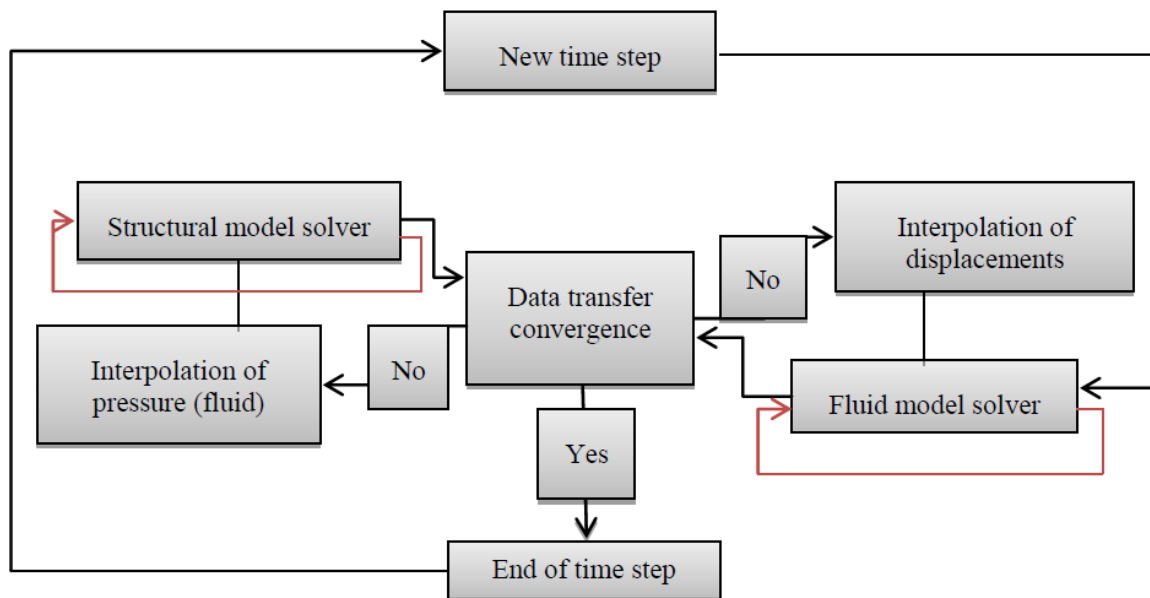 New time step
Structural model solver
Interpolation of
displacements
No
Data transfer
convergence
Interpolation of
pressure (fluid)
No
Fluid model solver
Yes
End of time step